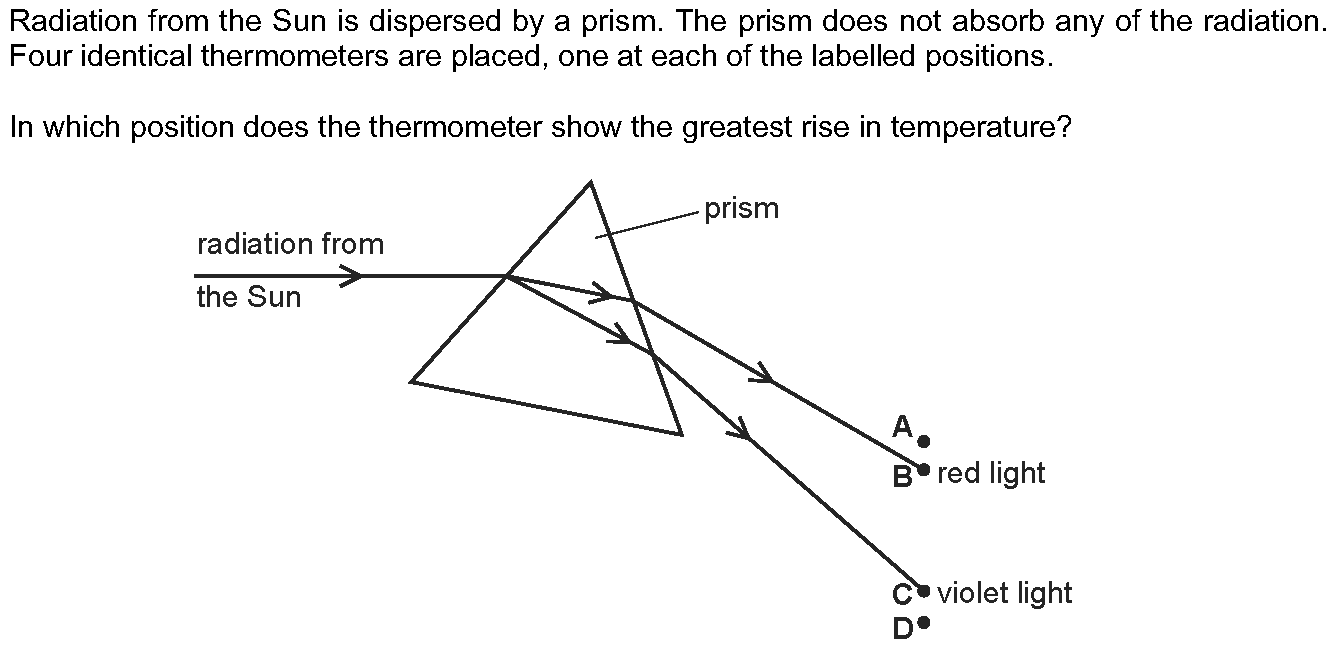 Radiation from the Sun is dispersed by a prism. The prism does not absorb any of the radiation.
Four identical thermometers are placed, one at each of the labelled positions.
In which position does the thermometer show the greatest rise in temperature?
prism
radiation from
the Sun
A
B red light
C violet light
D